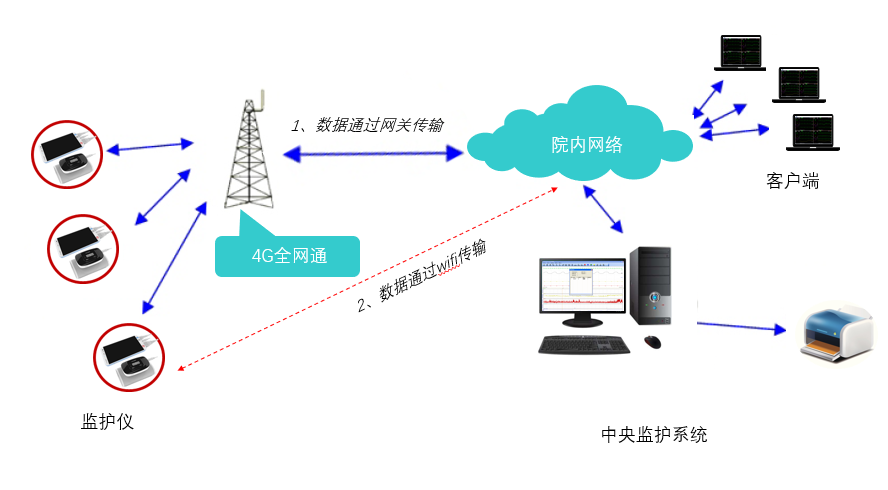 1、数据通过网关传输
院内网络
客户端
4G全网通
2、数据通过wifi传输
监护仪
中央监护系统